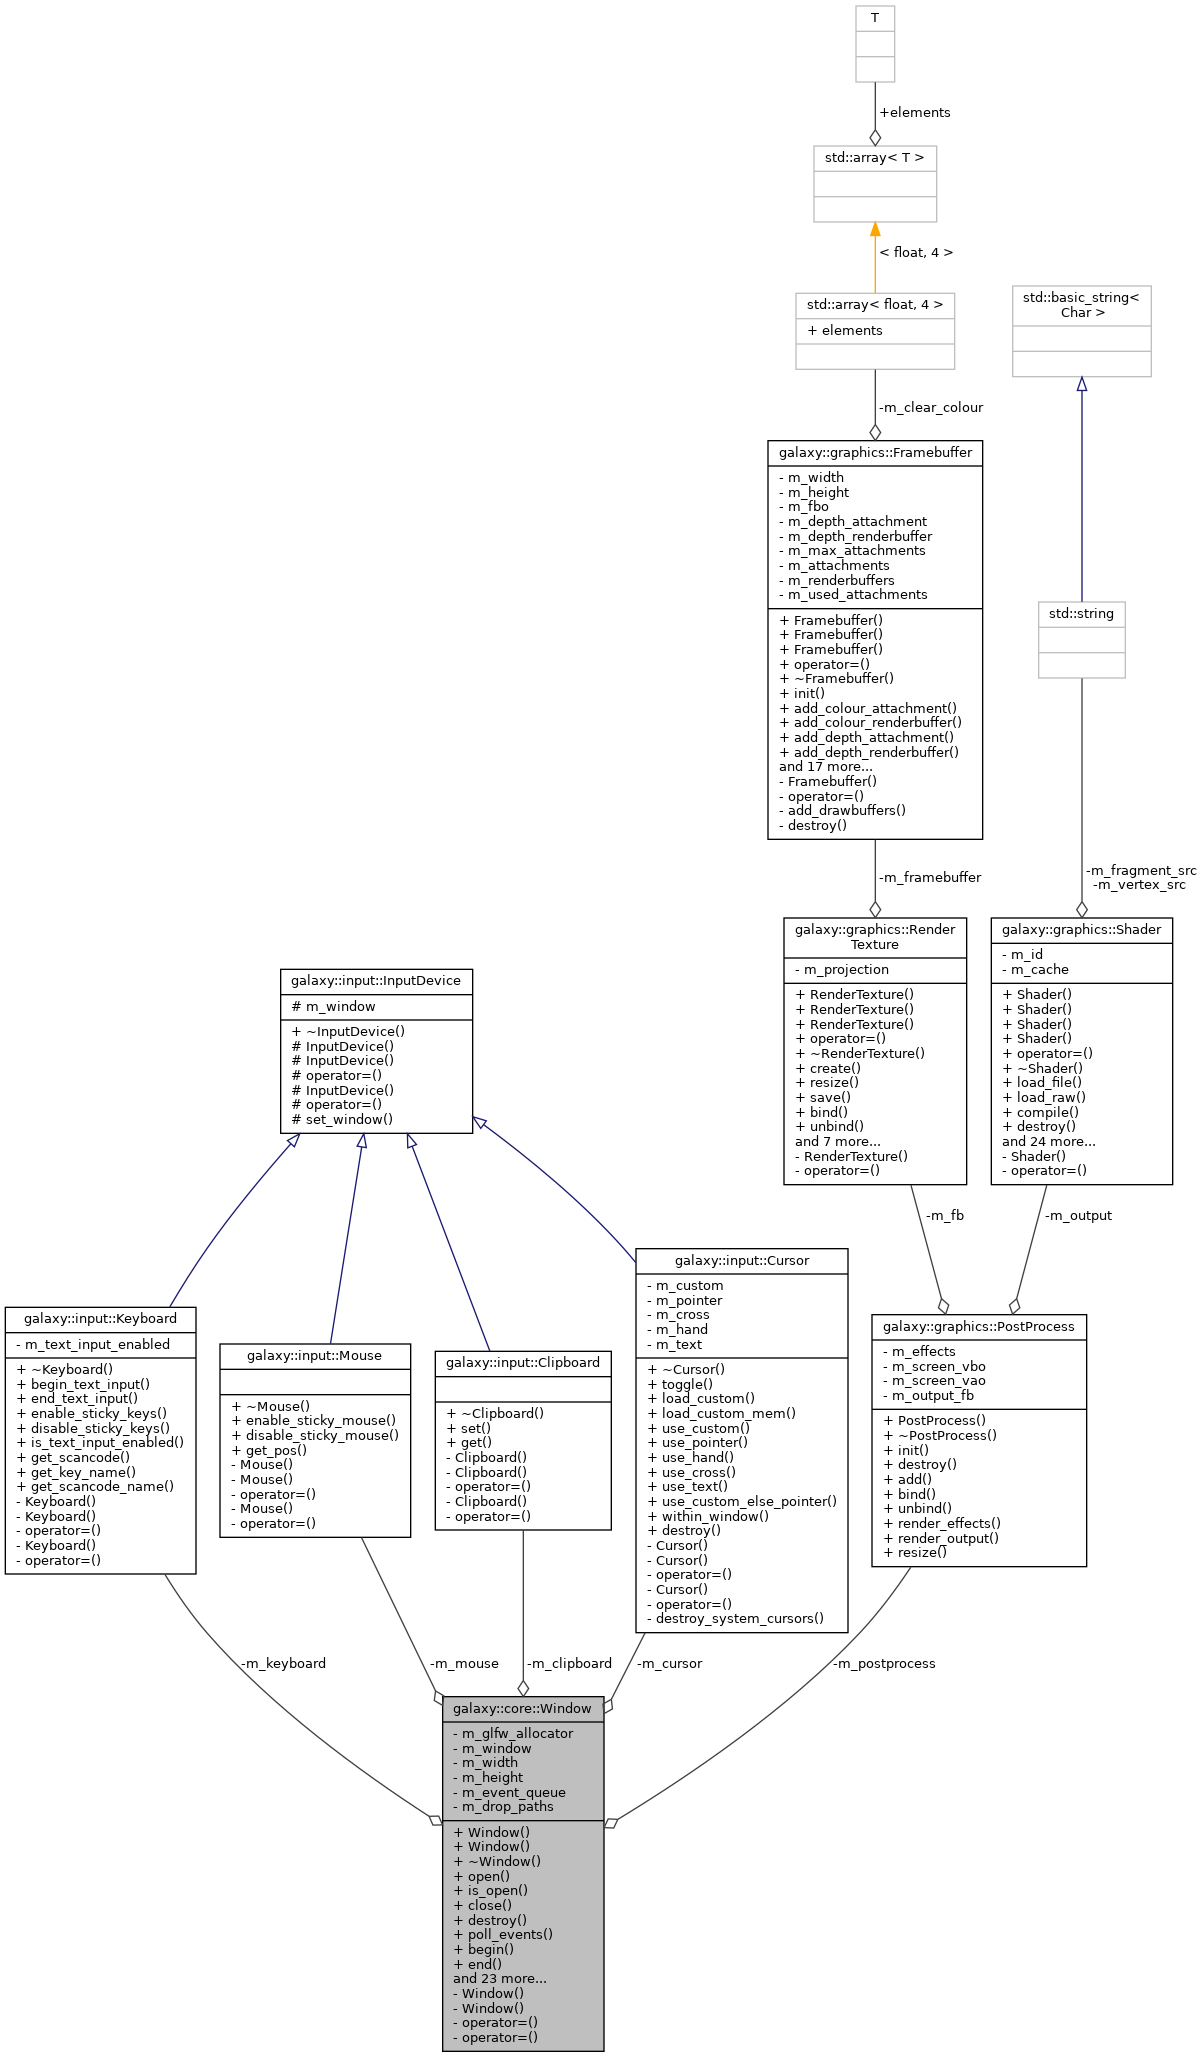 T
+elements
std::array< T >
< float, 4 >
std::array< float, 4 >
+ elements
std::basic_string<
Char >
-m_clear_colour
galaxy::graphics::Framebuffer
- m_width
- m_height
- m_fbo
- m_depth_attachment
- m_depth_renderbuffer
- m_max_attachments
- m_attachments
- m_renderbuffers
- m_used_attachments
+ Framebuffer()
+ Framebuffer()
+ Framebuffer()
+ operator=()
+ ~Framebuffer()
+ init()
+ add_colour_attachment()
+ add_colour_renderbuffer()
+ add_depth_attachment()
+ add_depth_renderbuffer()
and 17 more...
- Framebuffer()
- operator=()
- add_drawbuffers()
- destroy()
std::string
-m_framebuffer
-m_fragment_src
-m_vertex_src
galaxy::graphics::Render
Texture
- m_projection
+ RenderTexture()
+ RenderTexture()
+ RenderTexture()
+ operator=()
+ ~RenderTexture()
+ create()
+ resize()
+ save()
+ bind()
+ unbind()
and 7 more...
- RenderTexture()
- operator=()
galaxy::graphics::Shader
- m_id
- m_cache
+ Shader()
+ Shader()
+ Shader()
+ Shader()
+ operator=()
+ ~Shader()
+ load_file()
+ load_raw()
+ compile()
+ destroy()
and 24 more...
- Shader()
- operator=()
galaxy::input::InputDevice
# m_window
+ ~InputDevice()
# InputDevice()
# InputDevice()
# operator=()
# InputDevice()
# operator=()
# set_window()
-m_fb
-m_output
galaxy::input::Keyboard
- m_text_input_enabled
+ ~Keyboard()
+ begin_text_input()
+ end_text_input()
+ enable_sticky_keys()
+ disable_sticky_keys()
+ is_text_input_enabled()
+ get_scancode()
+ get_key_name()
+ get_scancode_name()
- Keyboard()
- Keyboard()
- operator=()
- Keyboard()
- operator=()
galaxy::input::Mouse
+ ~Mouse()
+ enable_sticky_mouse()
+ disable_sticky_mouse()
+ get_pos()
- Mouse()
- Mouse()
- operator=()
- Mouse()
- operator=()
galaxy::input::Clipboard
+ ~Clipboard()
+ set()
+ get()
- Clipboard()
- Clipboard()
- operator=()
- Clipboard()
- operator=()
galaxy::input::Cursor
- m_custom
- m_pointer
- m_cross
- m_hand
- m_text
+ ~Cursor()
+ toggle()
+ load_custom()
+ load_custom_mem()
+ use_custom()
+ use_pointer()
+ use_hand()
+ use_cross()
+ use_text()
+ use_custom_else_pointer()
+ within_window()
+ destroy()
- Cursor()
- Cursor()
- operator=()
- Cursor()
- operator=()
- destroy_system_cursors()
galaxy::graphics::PostProcess
- m_effects
- m_screen_vbo
- m_screen_vao
- m_output_fb
+ PostProcess()
+ ~PostProcess()
+ init()
+ destroy()
+ add()
+ bind()
+ unbind()
+ render_effects()
+ render_output()
+ resize()
-m_keyboard
-m_mouse
-m_clipboard
-m_cursor
-m_postprocess
galaxy::core::Window
- m_glfw_allocator
- m_window
- m_width
- m_height
- m_event_queue
- m_drop_paths
+ Window()
+ Window()
+ ~Window()
+ open()
+ is_open()
+ close()
+ destroy()
+ poll_events()
+ begin()
+ end()
and 23 more...
- Window()
- Window()
- operator=()
- operator=()